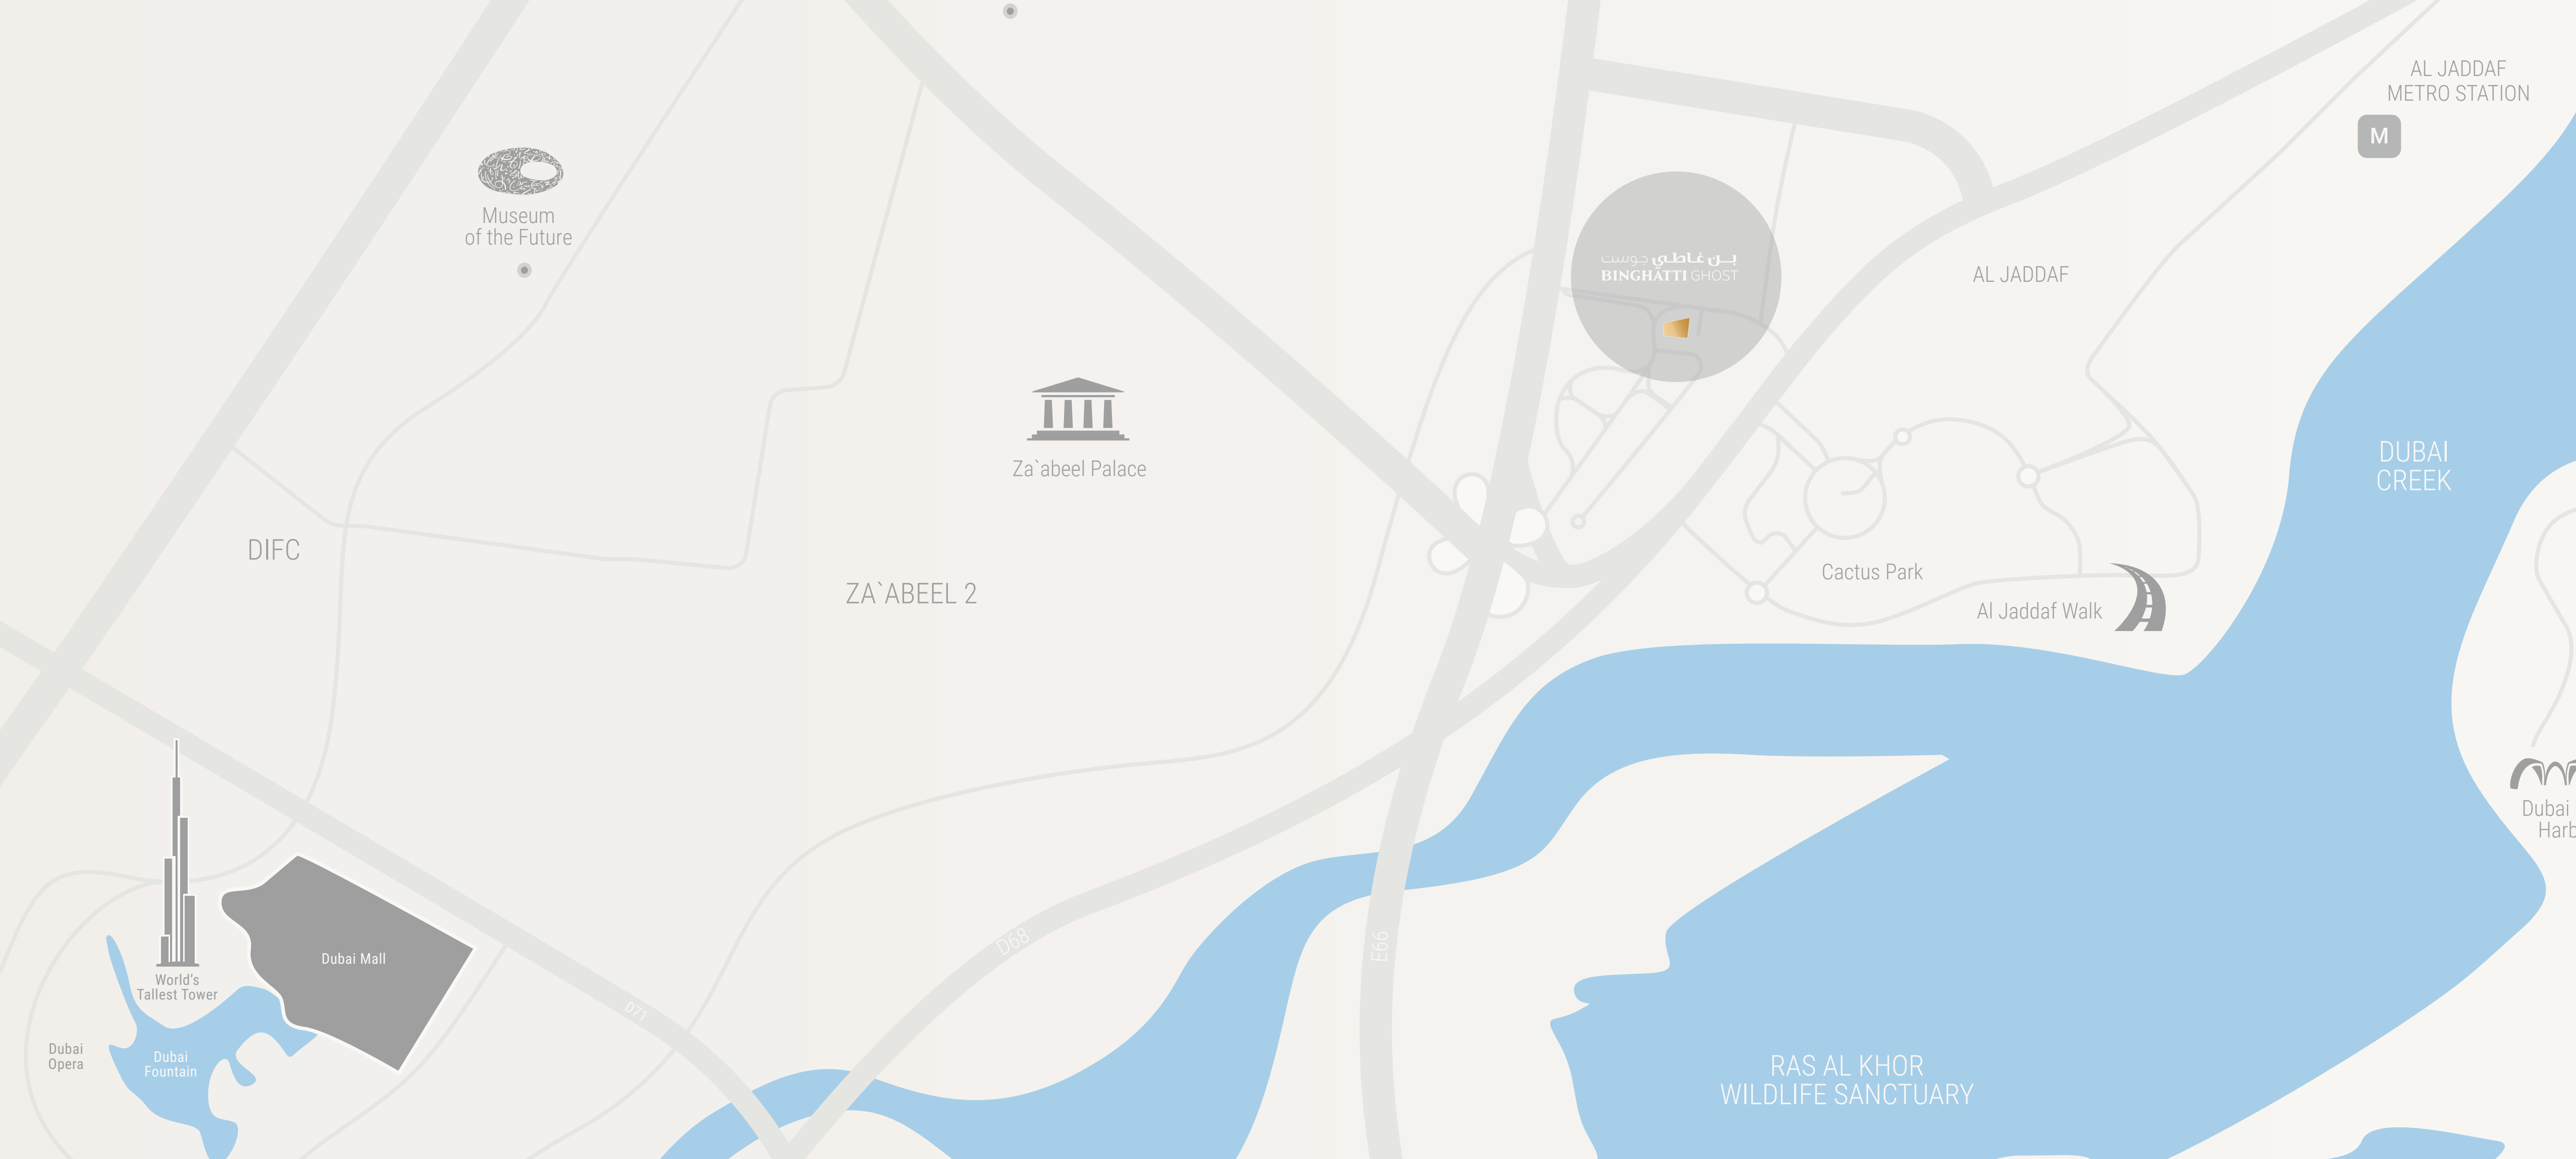 AL JADDAF
METRO STATION
M
Museum
of the Future
بن غاطي جوست
BINGHATTI GHOST
AL JADDAF
DUBAI
CREEK
Za`abeel Palace
DIFC
ZA`ABEEL 2
Cactus Park
Al Jaddaf Walk
Dubai
Harb
D68
E66
Dubai Mall
World's
Tallest Tower
D71
Dubai
Opera
Dubai
Fountain
RAS AL KHOR
WILDLIFE SANCTUARY